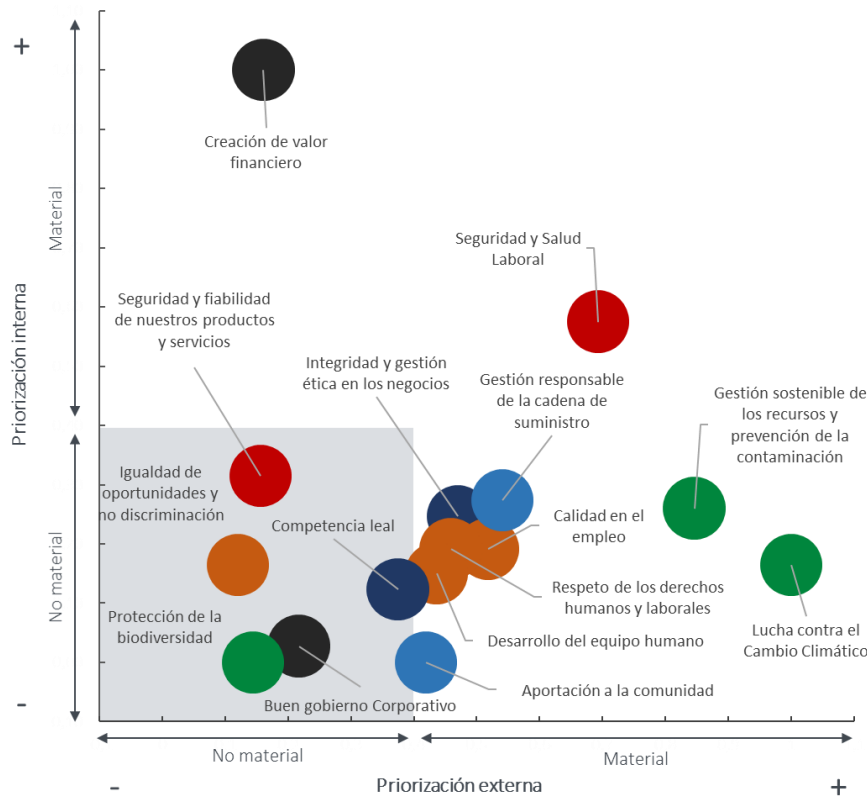 +
Creación de valor
financiero
Material
Seguridad y Salud
Laboral
Seguridad y fiabilidad
de nuestros productos
y servicios
Priorización interna
Integridad y gestión
ética en los negocios
Gestión responsable
de la cadena de
suministro
Gestión sostenible de
los recursos y
prevención de la
contaminación
Igualdad de
oportunidades y
no discriminación
Competencia leal
Calidad en el
empleo
No material
Respeto de los derechos
humanos y laborales
Protección de la
biodiversidad
Desarrollo del equipo humano
Lucha contra el
Cambio Climático
Aportación a la comunidad
Buen gobierno Corporativo
-
No material
Material
-
Priorización externa
+